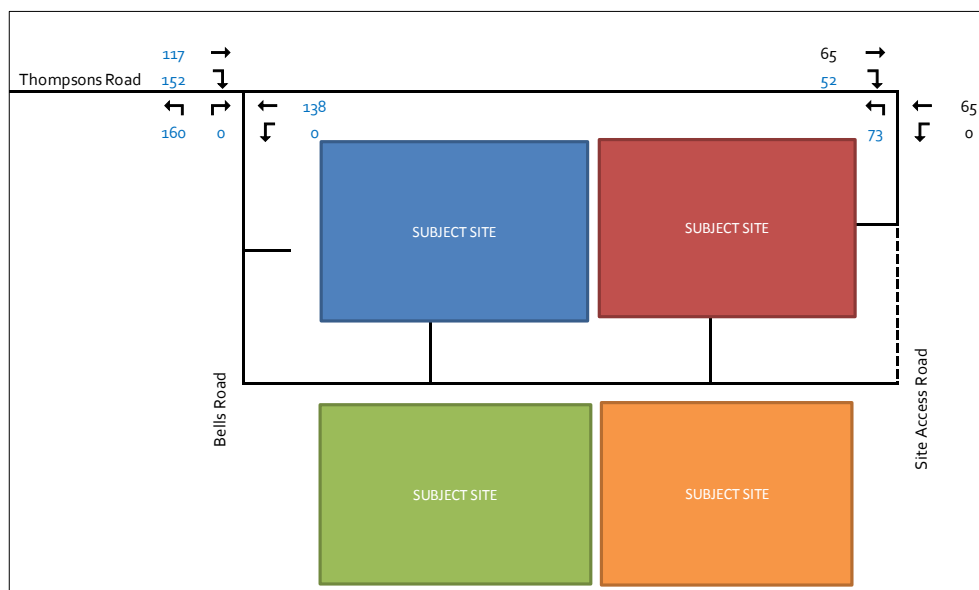 117
65
Thompsons Road
152
52
138
65
160
0
0
73
0
SUBJECT SITE
SUBJECT SITE
Bells Road
Site Access Road
SUBJECT SITE
SUBJECT SITE